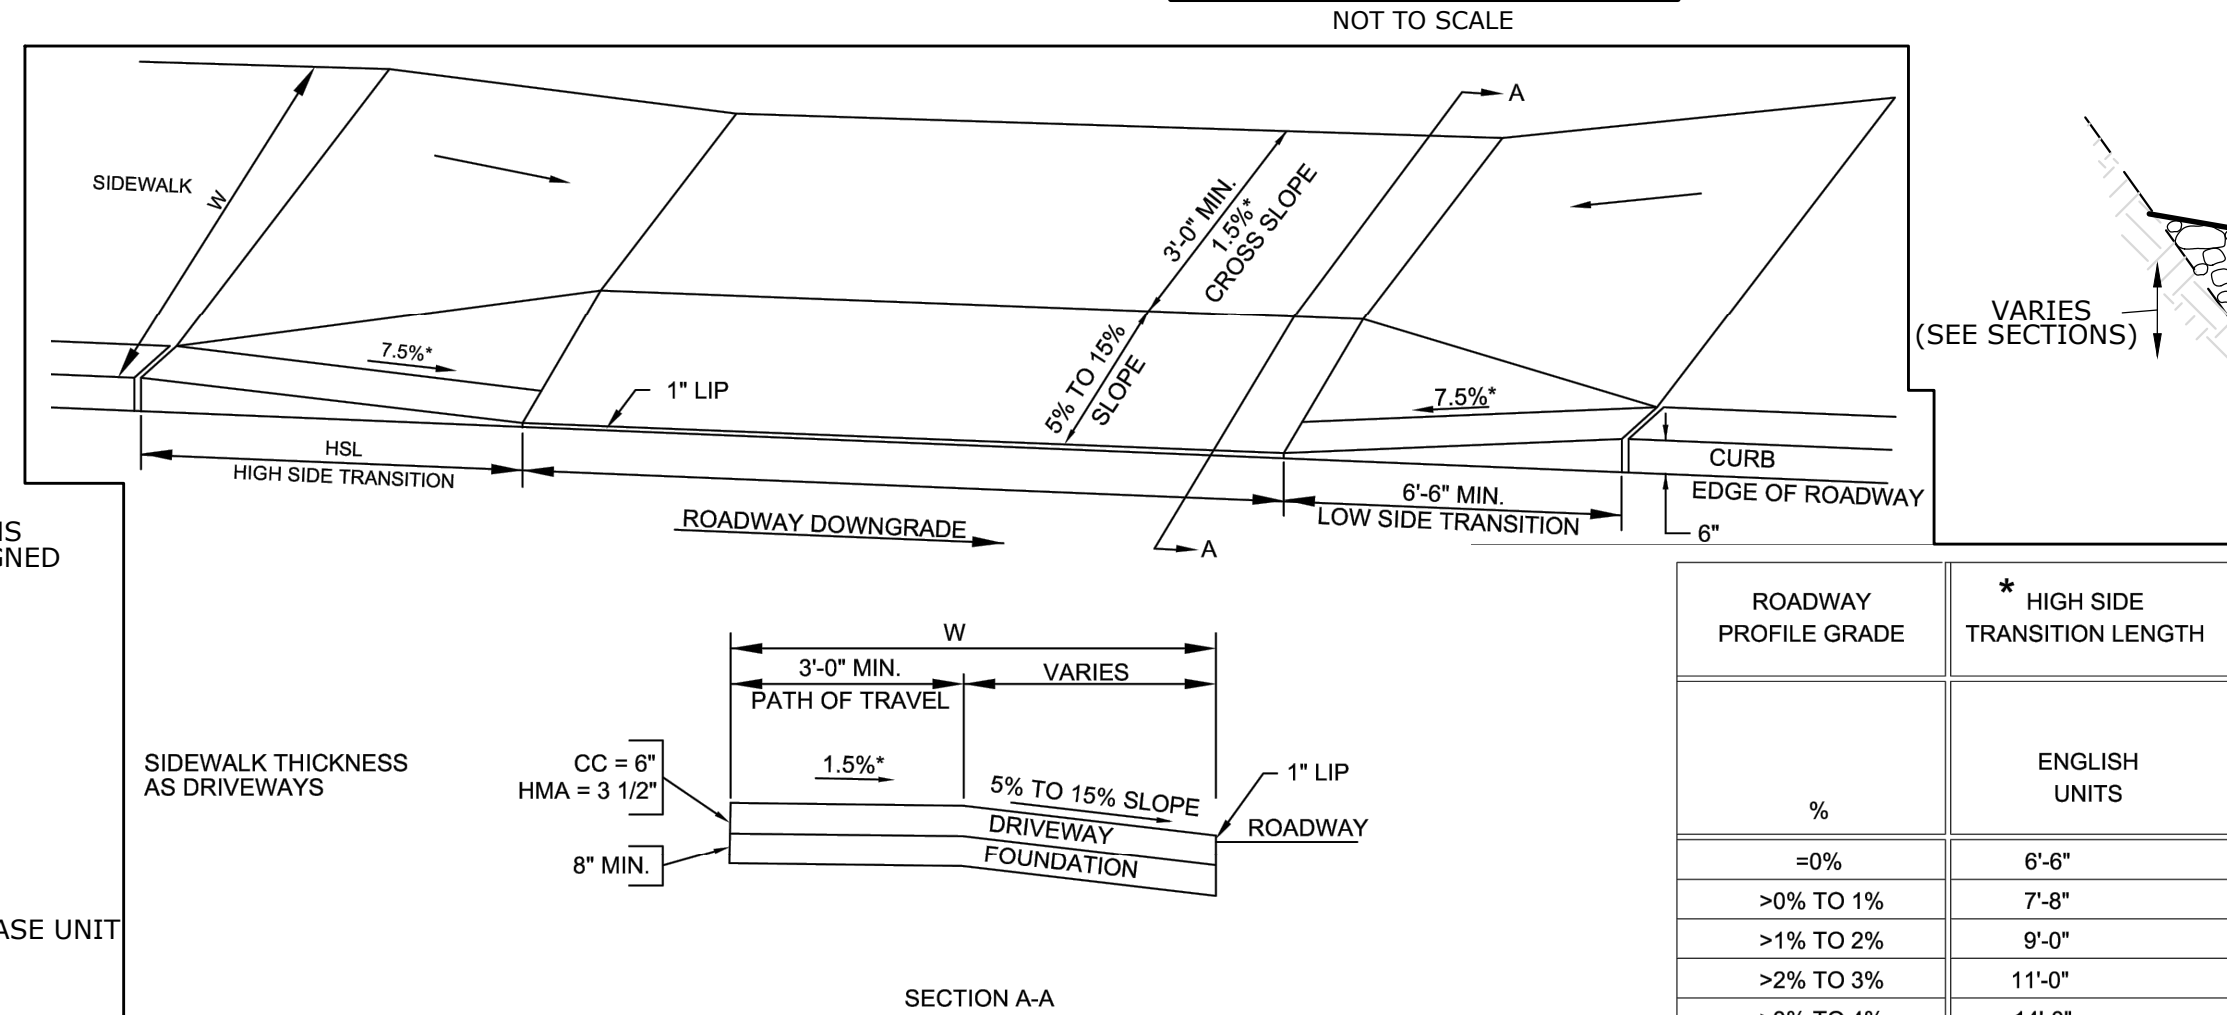 NOT TO SCALE
A
SIDEWALK
W
3'-0" MIN.
1.5%*
CROSS SLOPE
VARIES
(SEE SECTIONS)
7.5%*
1" LIP
5% TO 15%
SLOPE
7.5%*
HSL
HIGH SIDE TRANSITION
CURB
EDGE OF ROADWAY
6'-6" MIN.
LOW SIDE TRANSITION
6"
ROADWAY DOWNGRADE
A
W
3'-0" MIN.
VARIES
PATH OF TRAVEL
SIDEWALK THICKNESS
AS DRIVEWAYS
CC = 6"
HMA = 3 1/2"
1.5%*
5% TO 15% SLOPE
1" LIP
DRIVEWAY
ROADWAY
8" MIN.
FOUNDATION
ASE UNIT
SECTION A-A
ROADWAY
PROFILE GRADE
* HIGH SIDE
TRANSITION LENGTH
%
ENGLISH
UNITS
=0% 6'-6"
>0% TO 1% 7'-8"
>1% TO 2% 9'-0"
>2% TO 3% 11'-0"